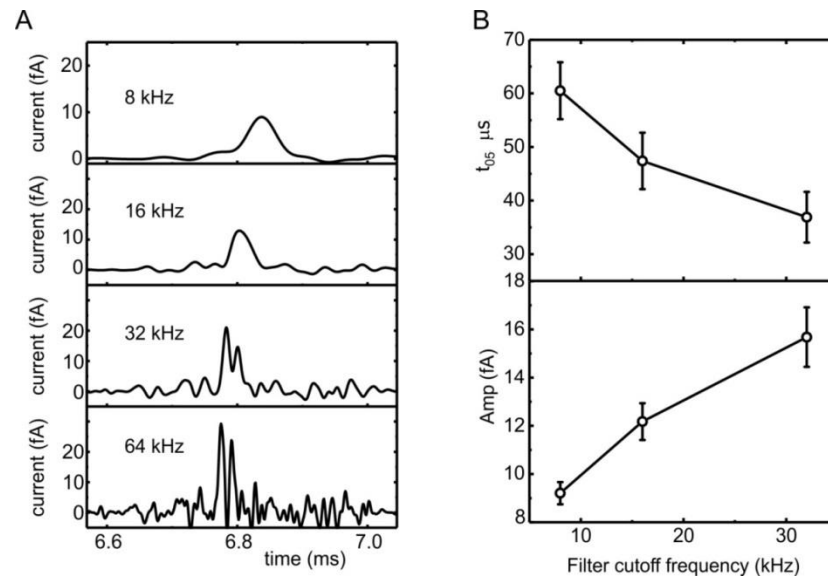 A
current (fA)
20
10
0
8 kHz
current (fA)
20
10
0
16 kHz
current (fA)
20
10
0
32 kHz
current (fA)
20
10
0
64 kHz
6.6
6.8
7.0
time (ms)
B
t05 μs
70
60
50
40
30
18
Amp (fA)
16
14
12
10
8
10
20
30
Filter cutoff frequency (kHz)